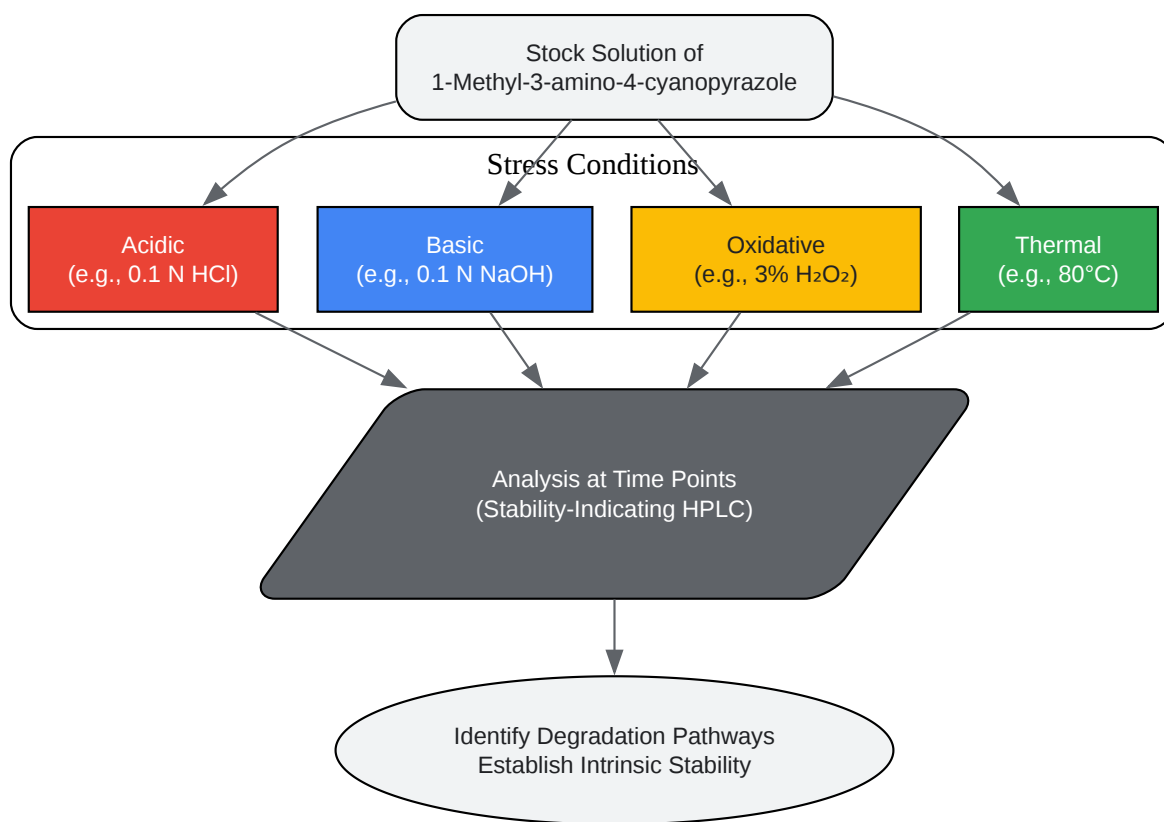 Stock Solution of
1-Methyl-3-amino-4-cyanopyrazole
Stress Conditions
Acidic
(e.g., 0.1 N HCl)
Basic
(e.g., 0.1 N NaOH)
Oxidative
(e.g., 3% H₂O₂)
Thermal
(e.g., 80°C)
Analysis at Time Points
(Stability-Indicating HPLC)
Identify Degradation Pathways
Establish Intrinsic Stability